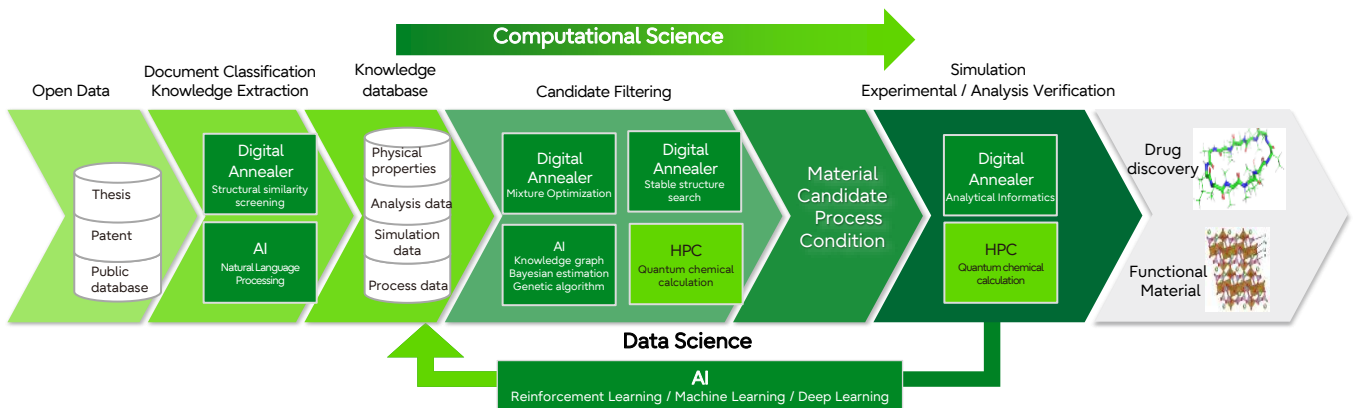 Computational Science
Open Data
Document Classification
Knowledge Extraction
Knowledge
database
Candidate Filtering
Simulation
Experimental / Analysis Verification
Thesis
Patent
Public
database
Digital
Annealer
Structural similarity
screening
AI
Natural Language
Processing
Physical
properties
Analysis data
Simulation
data
Process data
Digital
Annealer
Mixture Optimization
Digital
Annealer
Stable structure
search
AI
Knowledge graph
Bayesian estimation
Genetic algorithm
HPC
Quantum chemical
calculation
Material
Candidate
Process
Condition
Digital
Annealer
Analytical Informatics
HPC
Quantum chemical
calculation
Drug
discovery
Functional
Material
Data Science
AI
Reinforcement Learning / Machine Learning / Deep Learning